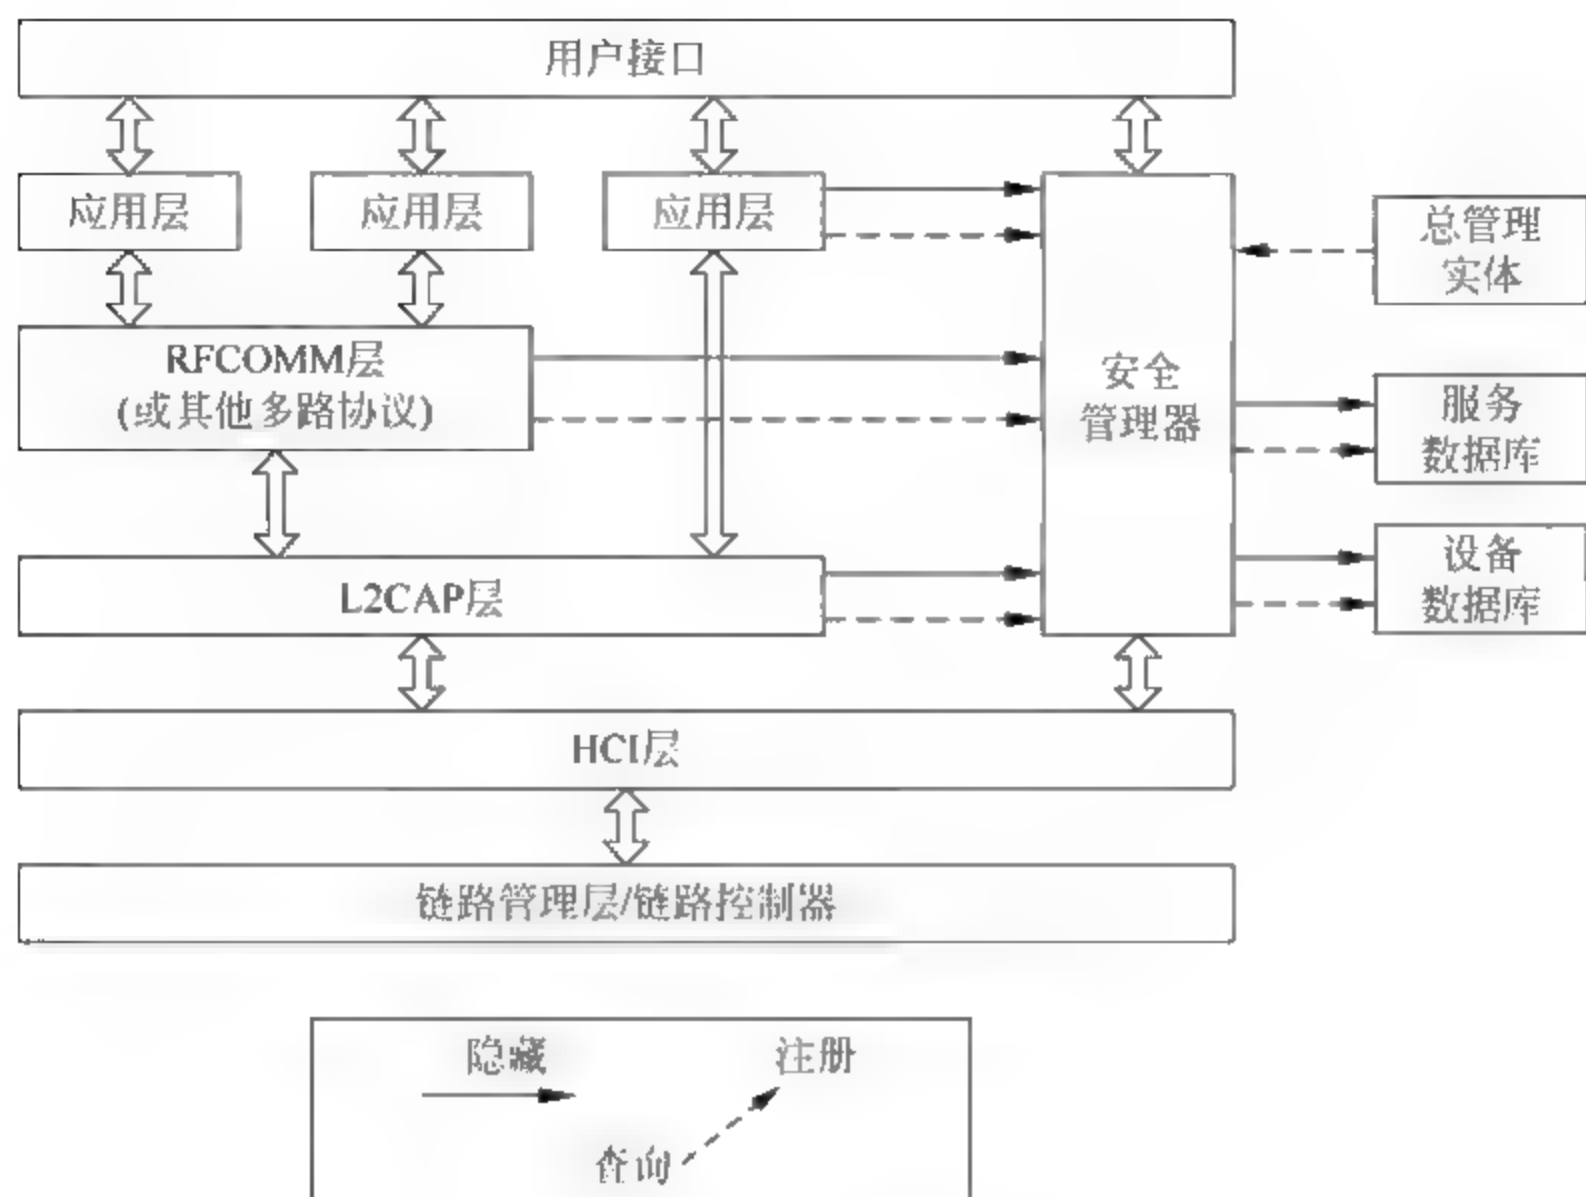 用户接口
应用层
应用层
应用层
总管理
实体
RFCOMM层
(或其他多路协议)
安全
管理器
服务
数据库
L2CAP层
设备
数据库
HCI层
链路管理层/链路控制器
隐藏
注册
查询